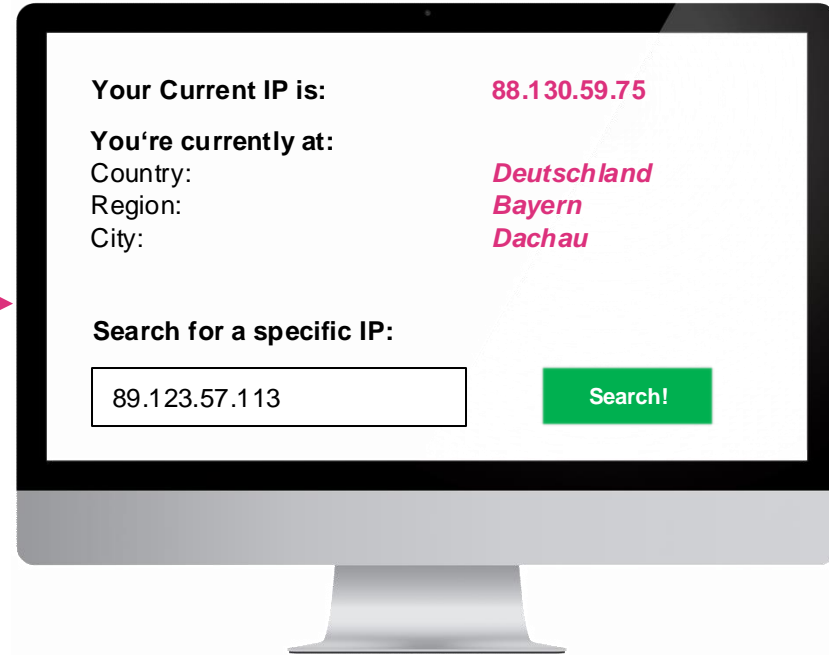 Your Current IP is: 88.130.59.75
You‘re currently at:
Country: Deutschland
Region: Bayern
City: Dachau
Search for a specific IP:
89.123.57.113 Search!